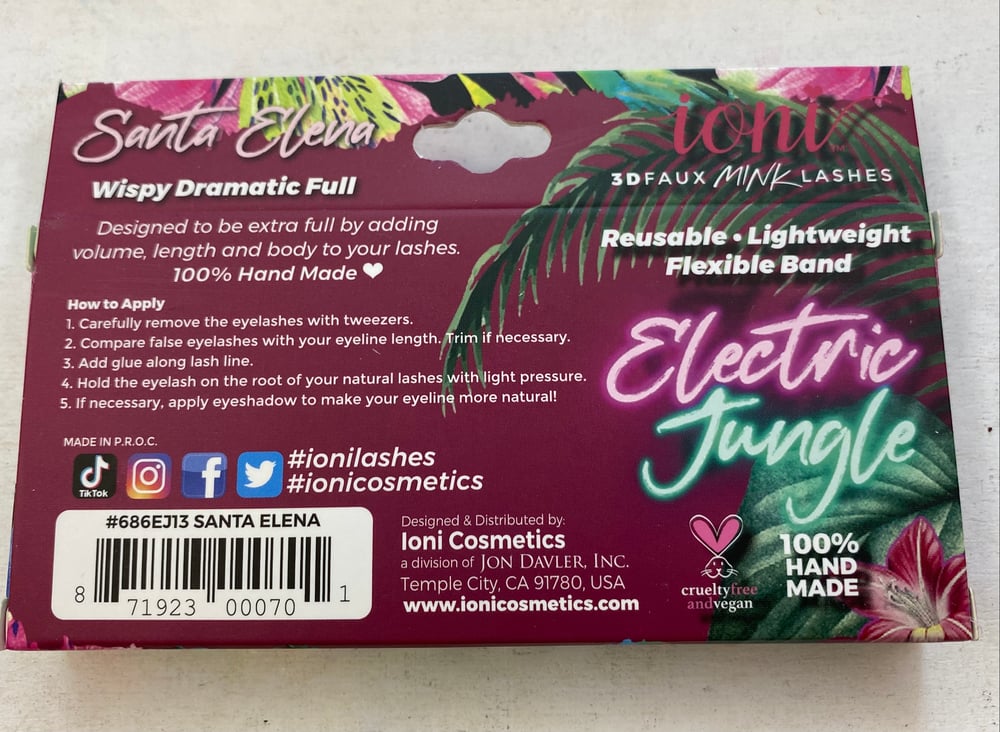 Santa Elena
Wispy Dramatic Full
Designed to be extra full by adding
volume, length and body to your lashes.
100% Hand Made ❤
How to Apply
1. Carefully remove the eyelashes with tweezers.
2. Compare false eyelashes with your eyeline length. Trim if necessary.
3. Add glue along lash line.
4. Hold the eyelash on the root of your natural lashes with light pressure.
5. If necessary, apply eyeshadow to make your eyeline more natural!
MADE IN P.R.O.C.
TikTok
#ionilashes
#ionicosmetics
#686EJ13 SANTA ELENA
8 71923 00070 1
Designed & Distributed by:
Ioni Cosmetics
a division of JON DAVLER, INC.
Temple City, CA 91780, USA
www.ionicosmetics.com
ioni™
3D FAUX MINK LASHES
Reusable • Lightweight
Flexible Band
Electric
Jungle
crueltyfree
andvegan
100%
HAND
MADE